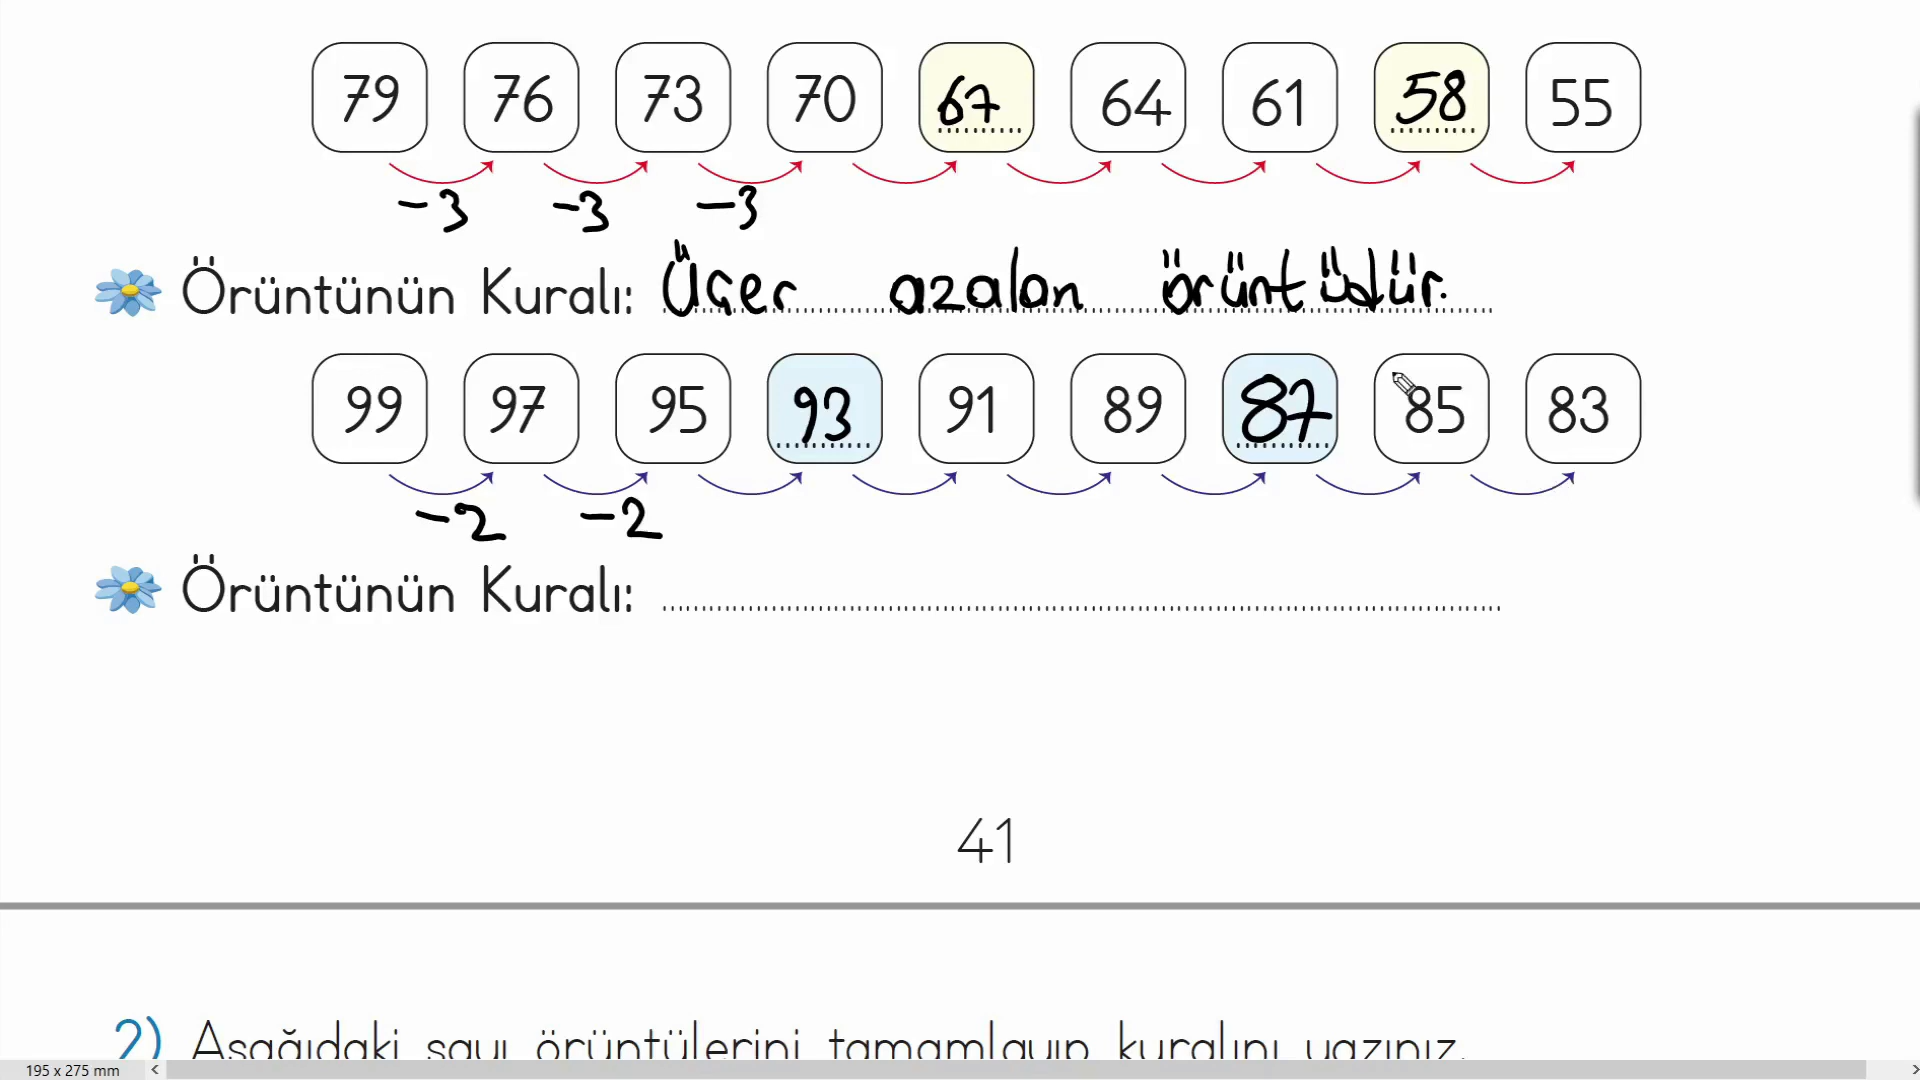 79 76 73 70 67 64 61 58 55
-3 -3 -3
Örüntünün Kuralı: Üçer azalan örüntüdür.
99 97 95 93 91 89 87 85 83
-2 -2
Örüntünün Kuralı:
41
2) Aşağıdaki sayı örüntülerini tamamlayıp kuralını yazınız.
195 x 275 mm